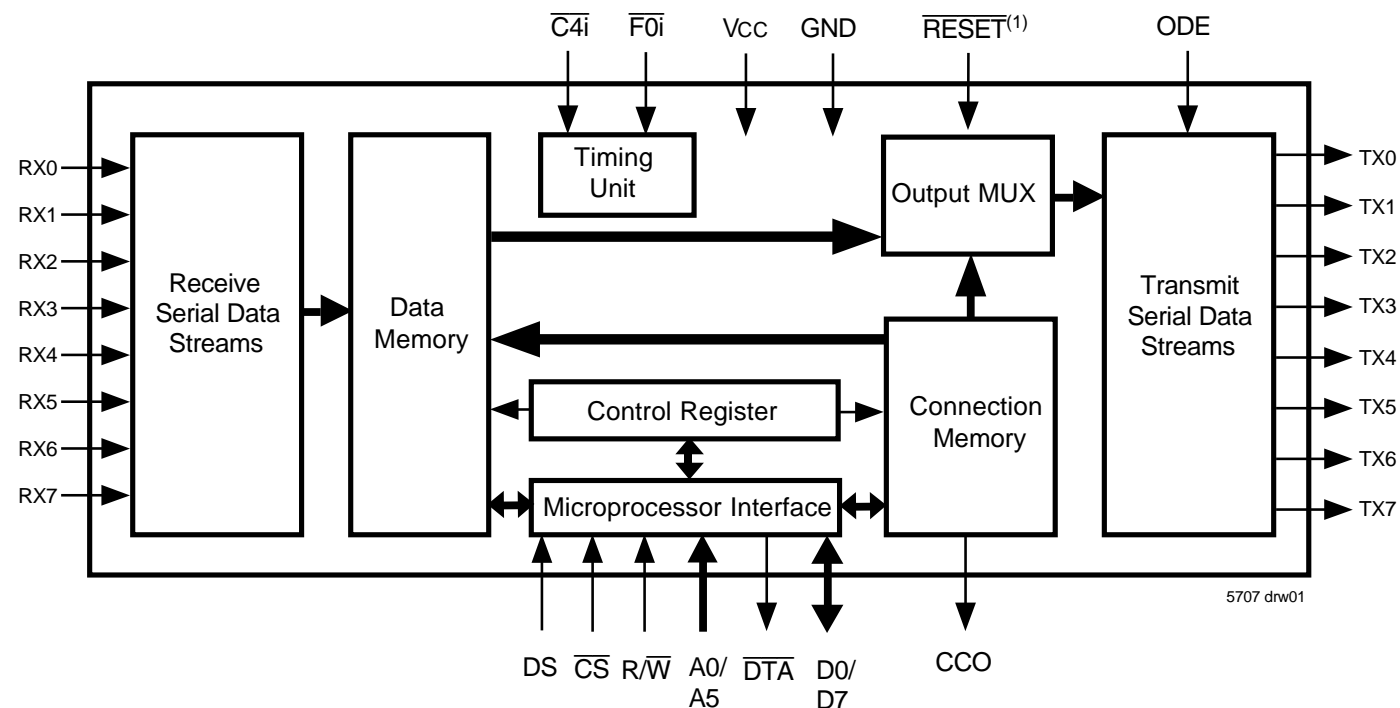 C4i F0i VCC GND RESET(1) ODE
RX0
RX1
RX2
RX3
RX4
RX5
RX6
RX7
Receive
Serial Data
Streams
Data
Memory
Timing
Unit
Output MUX
Control Register
Microprocessor Interface
Connection
Memory
Transmit
Serial Data
Streams
TX0
TX1
TX2
TX3
TX4
TX5
TX6
TX7
5707 drw01
DS CS R/W A0/ DTA D0/ CCO
A5 D7